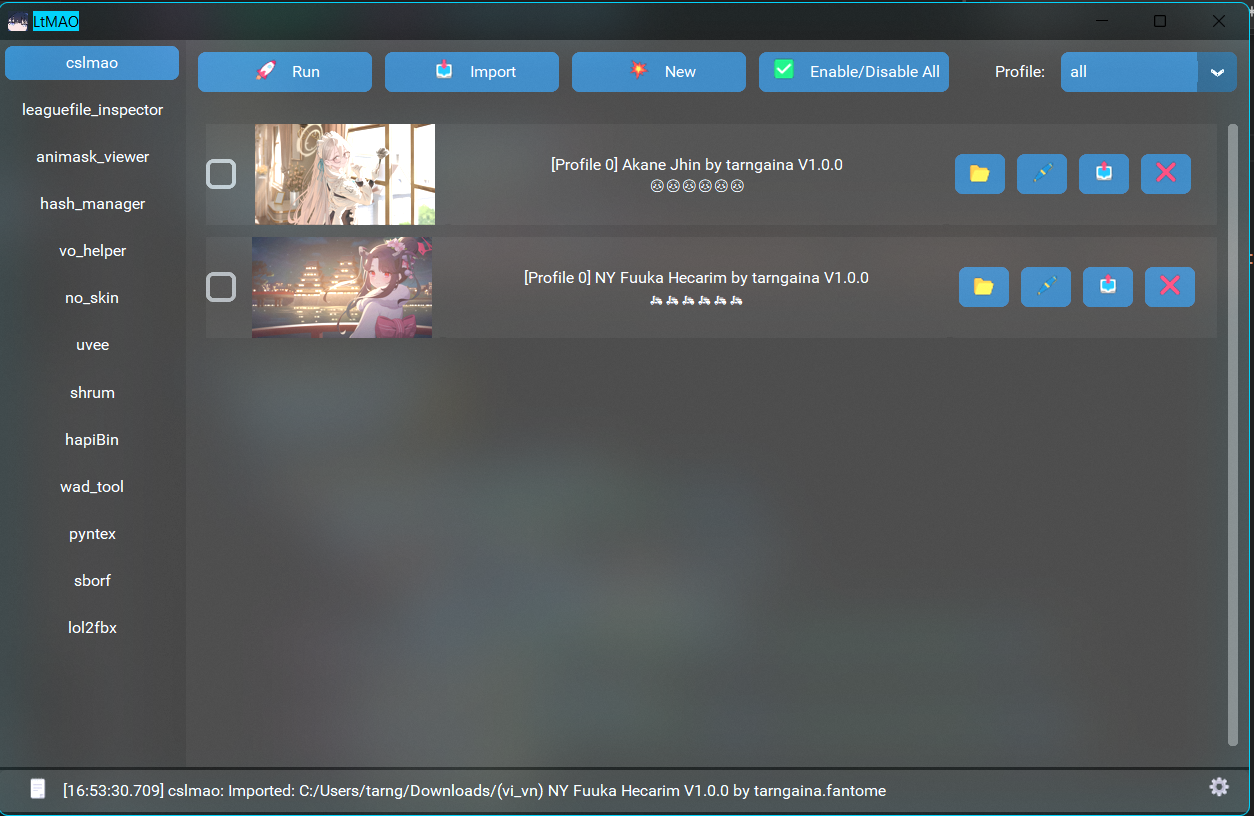 LtMAO
cslmao
leaguefile_inspector
animask_viewer
hash_manager
vo_helper
no_skin
uvee
shrum
hapiBin
wad_tool
pyntex
sborf
lol2fbx
Run
Import
New
Enable/Disable All
Profile:
all
[Profile 0] Akane Jhin by tarngaina V1.0.0
[Profile 0] NY Fuuka Hecarim by tarngaina V1.0.0
[16:53:30.709] cslmao: Imported: C:/Users/tarng/Downloads/(vi_vn) NY Fuuka Hecarim V1.0.0 by tarngaina.fantome